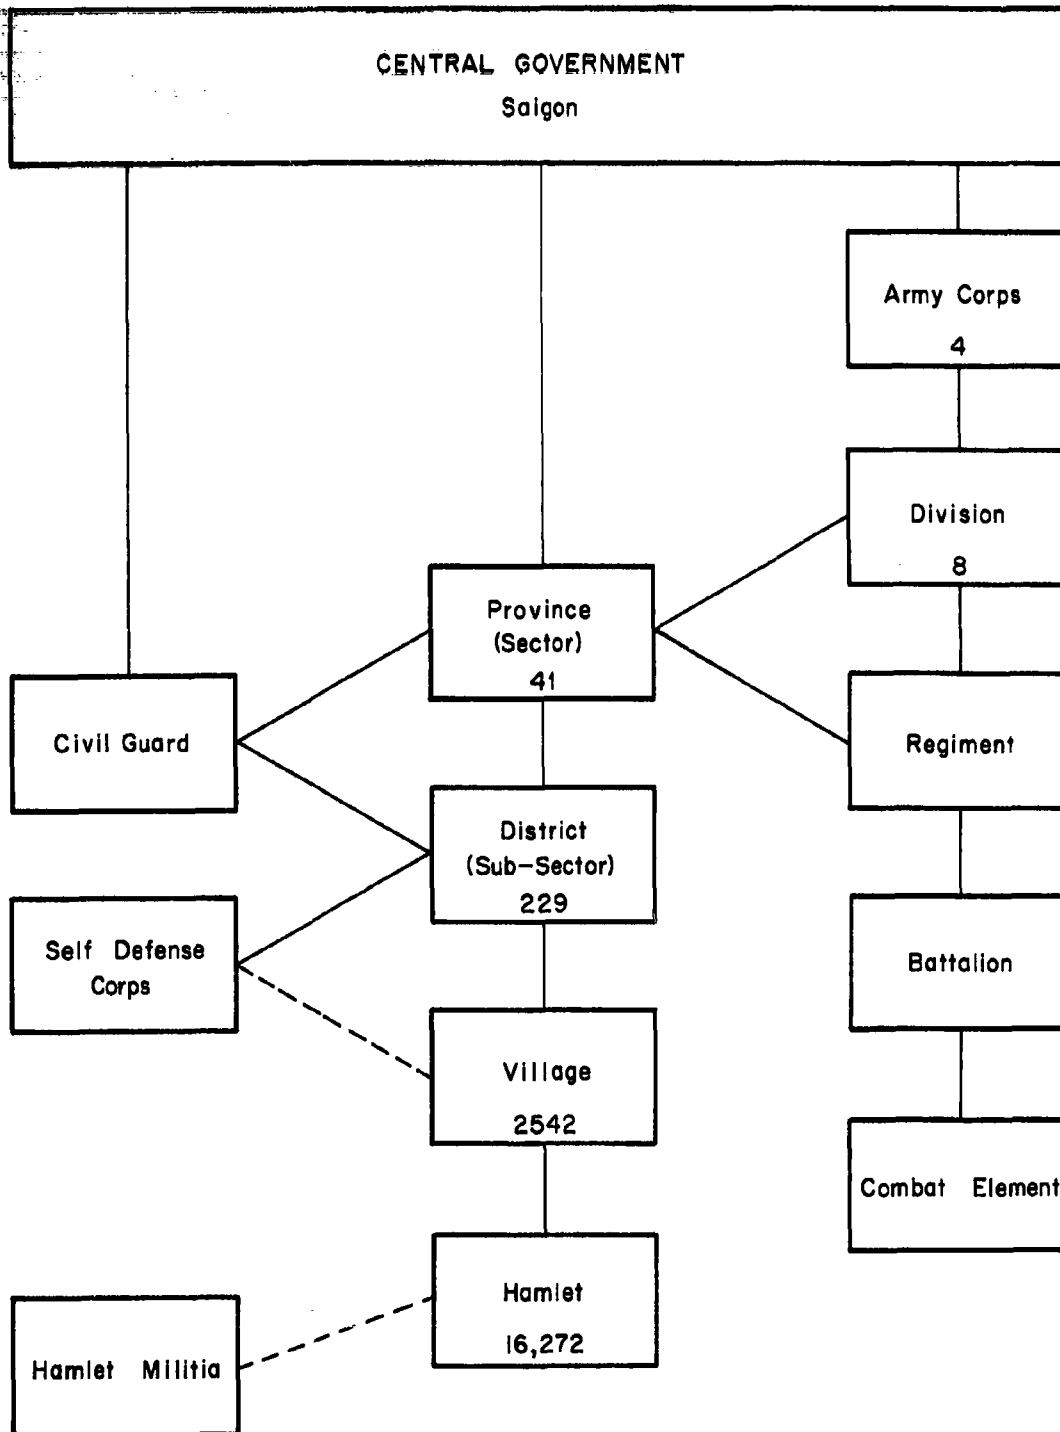 CENTRAL GOVERNMENT
Saigon
Army Corps
4
Division
8
Province
(Sector)
41
Civil Guard
Regiment
District
(Sub-Sector)
229
Self Defense
Corps
Battalion
Village
2542
Combat Element
Hamlet
16,272
Hamlet Militia